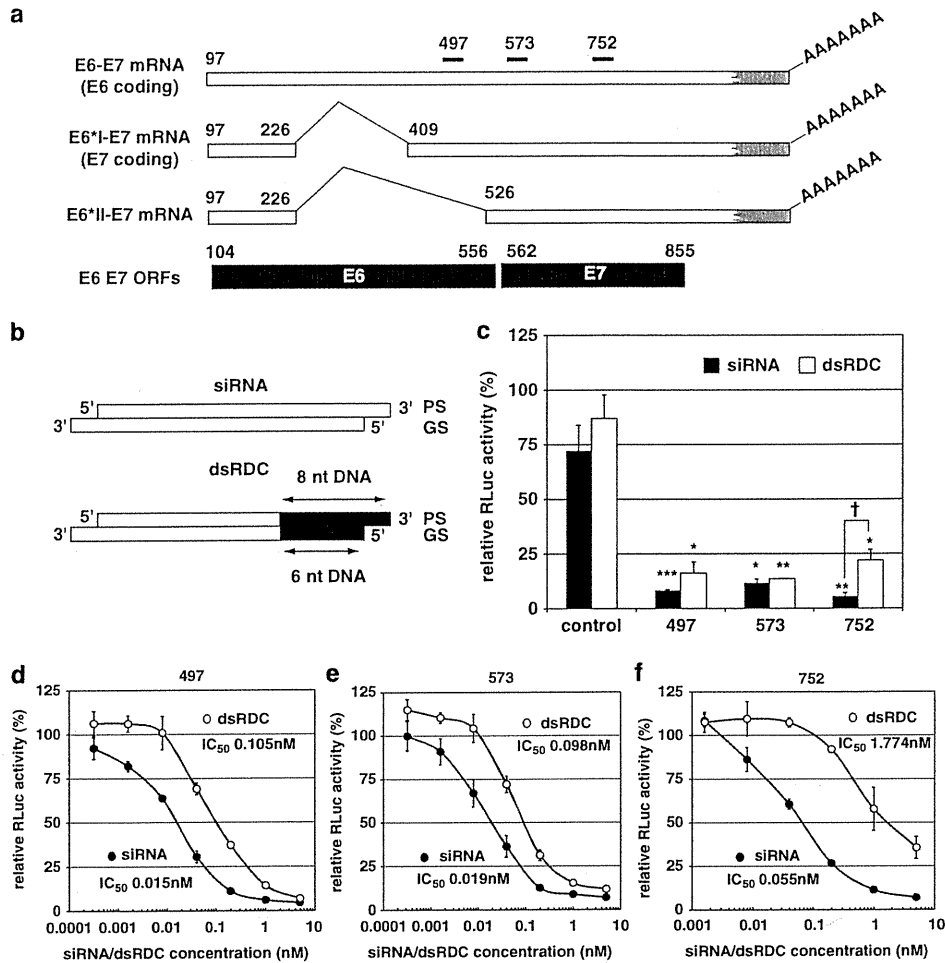 a
497 573 752
AAAAAAA
97
E6-E7 mRNA
(E6 coding)
AAAAAAA
97 226 409
E6*I-E7 mRNA
(E7 coding)
AAAAAAA
97 226 526
E6*II-E7 mRNA
104 556 562 855
E6 E7 ORFs E6 E7
b
siRNA
5' 3' PS
3' 5' GS
dsRDC
8 nt DNA
5' 3' PS
3' 5' GS
6 nt DNA
c
relative RLuc activity (%)
125
100
75
50
25
0
siRNA dsRDC
*** * * ** ** † *
control 497 573 752
d
497
relative RLuc activity (%)
125
100
75
50
25
0
dsRDC
IC50 0.105nM
siRNA
IC50 0.015nM
0.0001 0.001 0.01 0.1 1 10
siRNA/dsRDC concentration (nM)
e
573
relative RLuc activity (%)
125
100
75
50
25
0
dsRDC
IC50 0.098nM
siRNA
IC50 0.019nM
0.0001 0.001 0.01 0.1 1 10
siRNA/dsRDC concentration (nM)
f
752
relative RLuc activity (%)
125
100
75
50
25
0
dsRDC
IC50 1.774nM
siRNA
IC50 0.055nM
0.001 0.01 0.1 1 10
siRNA/dsRDC concentration (nM)